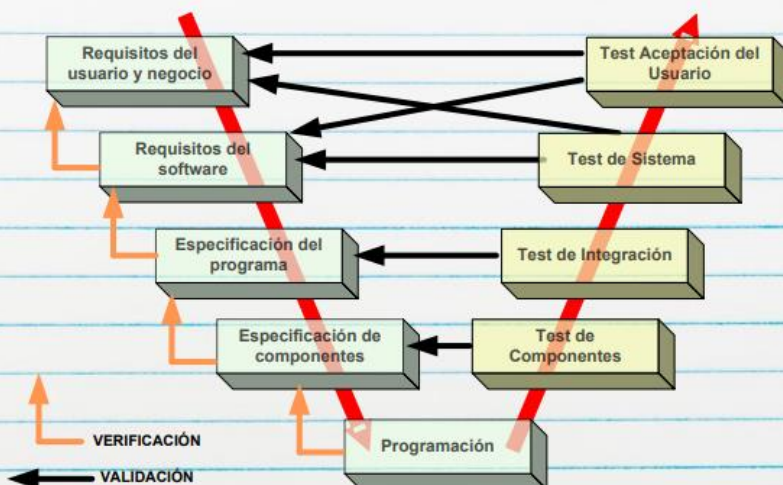 Requisitos del
usuario y negocio
Test Aceptación del
Usuario
Requisitos del
software
Test de Sistema
Especificación del
programa
Test de Integración
Especificación de
componentes
Test de
Componentes
Programación
VERIFICACIÓN
VALIDACIÓN